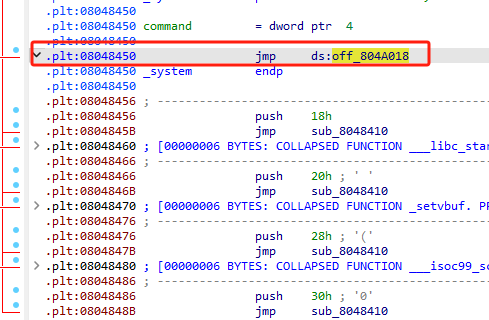 .plt:08048450
.plt:08048450 command = dword ptr 4
.plt:08048450
.plt:08048450 jmp ds:off_804A018
.plt:08048450 _system endp
.plt:08048450
.plt:08048456 ; ---------------------------------------
.plt:08048456 push 18h
.plt:0804845B jmp sub_8048410
.plt:08048460 ; [00000006 BYTES: COLLAPSED FUNCTION ___libc_star
.plt:08048466 ; ---------------------------------------
.plt:08048466 push 20h ; ' '
.plt:0804846B jmp sub_8048410
.plt:08048470 ; [00000006 BYTES: COLLAPSED FUNCTION _setvbuf. PR
.plt:08048476 ; ---------------------------------------
.plt:08048476 push 28h ; '('
.plt:0804847B jmp sub_8048410
.plt:08048480 ; [00000006 BYTES: COLLAPSED FUNCTION ___isoc99_sc
.plt:08048486 ; ---------------------------------------
.plt:08048486 push 30h ; '0'
.plt:0804848B jmp sub_8048410